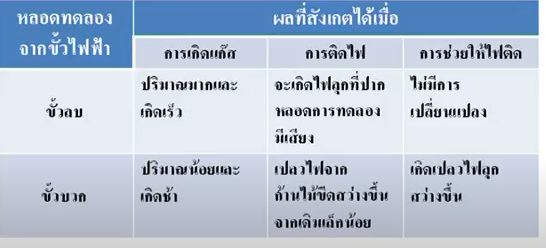 หลอดทดลอง
จากขั้วไฟฟ้า
ผลที่สังเกตได้เมื่อ
การเกิดแก๊ส
การติดไฟ
การช่วยให้ไฟติด
ขั้วลบ
ปริมาณมากและ
เกิดเร็ว
จะเกิดไฟลุกที่ปาก
หลอดการทดลอง
มีเสียง
ไม่มีการ
เปลี่ยนแปลง
ขั้วบวก
ปริมาณน้อยและ
เกิดช้า
เปลวไฟจาก
ก้านไม้ขีดสว่างขึ้น
จากเดิมเล็กน้อย
เกิดเปลวไฟลุก
สว่างขึ้น